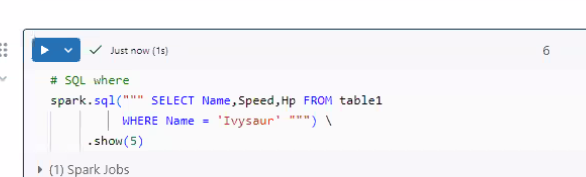 Just now (1s)
6
# SQL where
spark.sql(""" SELECT Name,Speed,Hp FROM table1
WHERE Name = 'Ivysaur' """) \
.show(5)
(1) Spark Jobs